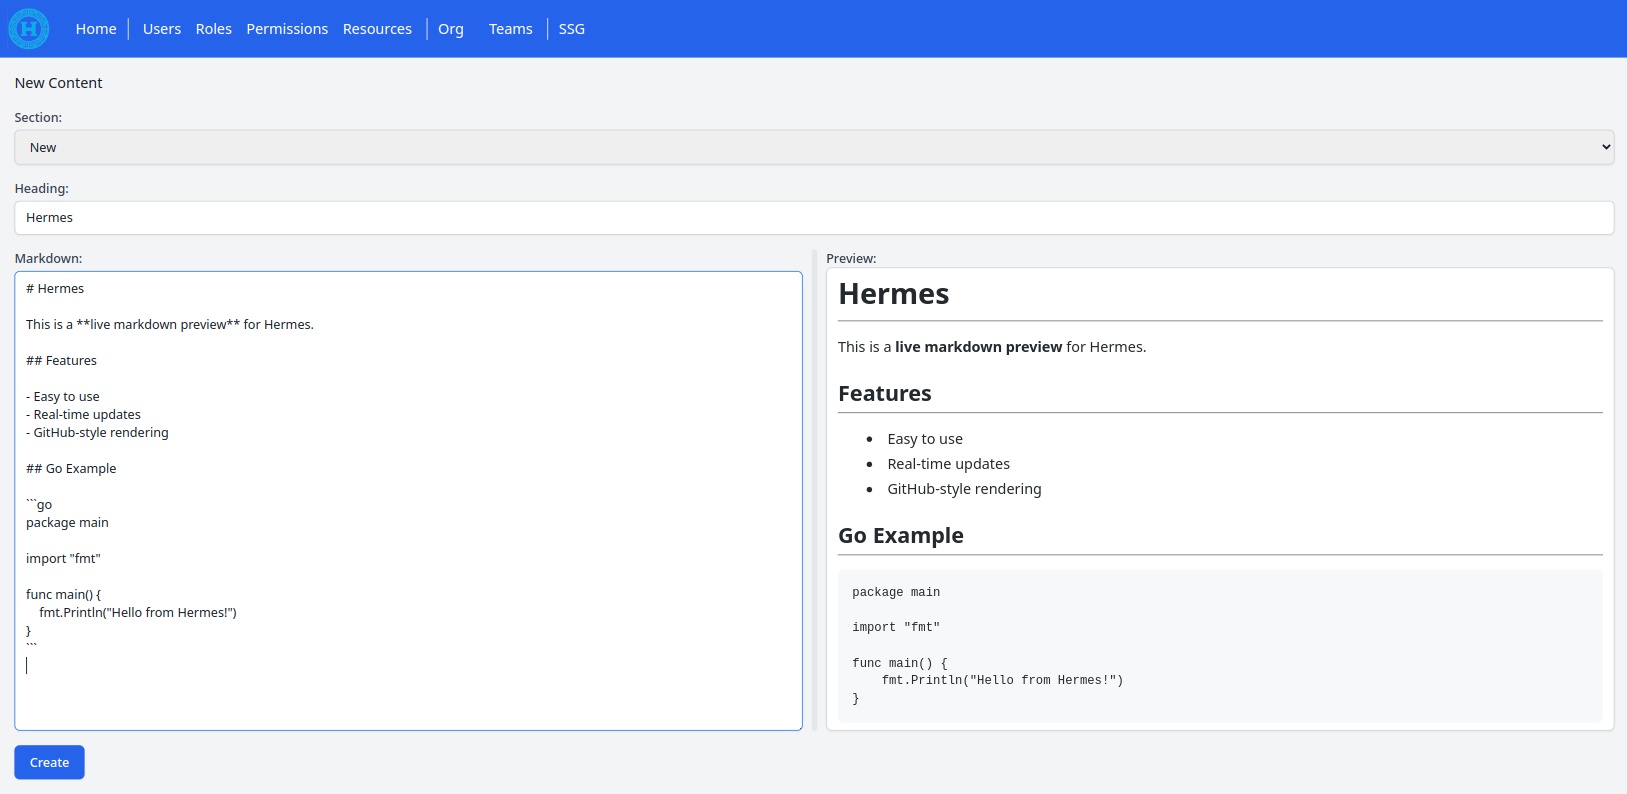 H Home Users Roles Permissions Resources Org Teams SSG
New Content
Section:
New
Heading:
Hermes
Markdown:
# Hermes

This is a **live markdown preview** for Hermes.

## Features

- Easy to use
- Real-time updates
- GitHub-style rendering

## Go Example

```go
package main

import "fmt"

func main() {
    fmt.Println("Hello from Hermes!")
}
```
Preview:
Hermes
This is a live markdown preview for Hermes.
Features
• Easy to use
• Real-time updates
• GitHub-style rendering
Go Example
package main

import "fmt"

func main() {
    fmt.Println("Hello from Hermes!")
}
Create